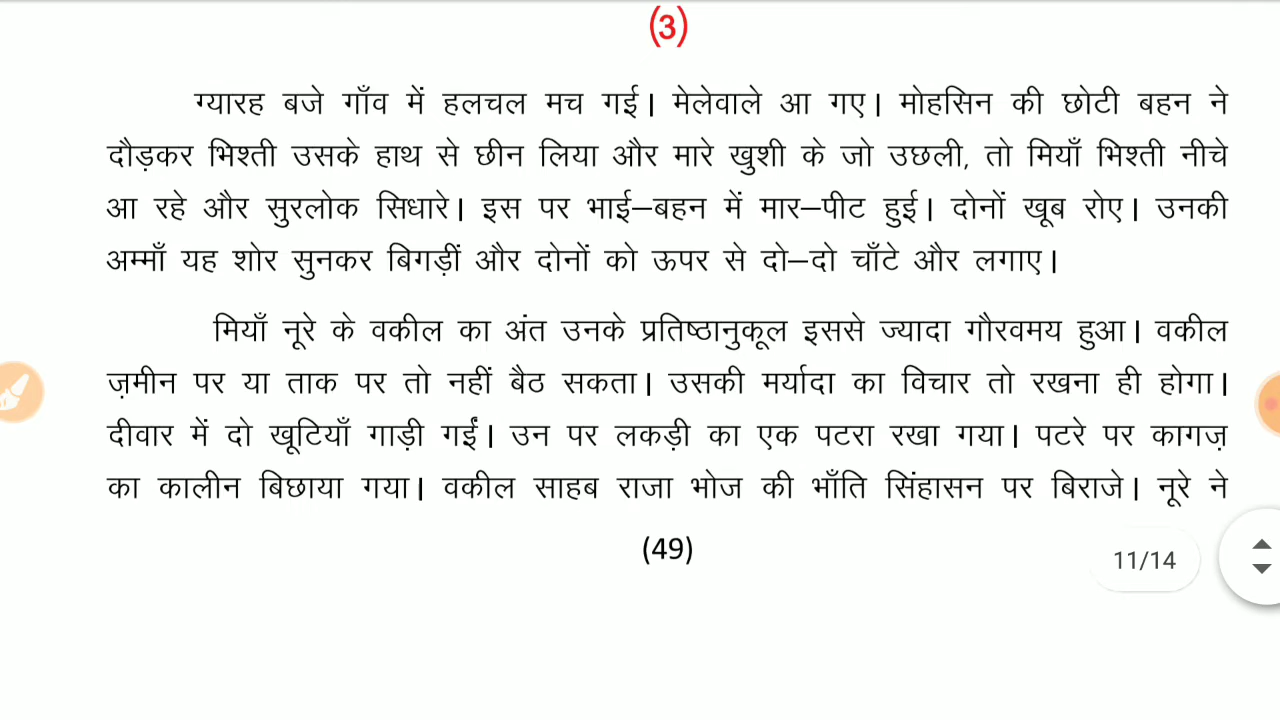 (3)
ग्यारह बजे गाँव में हलचल मच गई। मेलेवाले आ गए। मोहसिन की छोटी बहन ने
दौड़कर भिश्ती उसके हाथ से छीन लिया और मारे खुशी के जो उछली, तो मियाँ भिश्ती नीचे
आ रहे और सुरलोक सिधारे। इस पर भाई–बहन में मार–पीट हुई। दोनों खूब रोए। उनकी
अम्माँ यह शोर सुनकर बिगड़ीं और दोनों को ऊपर से दो–दो चाँटे और लगाए।
मियाँ नूरे के वकील का अंत उनके प्रतिष्ठानुकूल इससे ज्यादा गौरवमय हुआ। वकील
ज़मीन पर या ताक पर तो नहीं बैठ सकता। उसकी मर्यादा का विचार तो रखना ही होगा।
दीवार में दो खूटियाँ गाड़ी गईं। उन पर लकड़ी का एक पटरा रखा गया। पटरे पर कागज़
का कालीन बिछाया गया। वकील साहब राजा भोज की भाँति सिंहासन पर बिराजे। नूरे ने
(49)
11/14